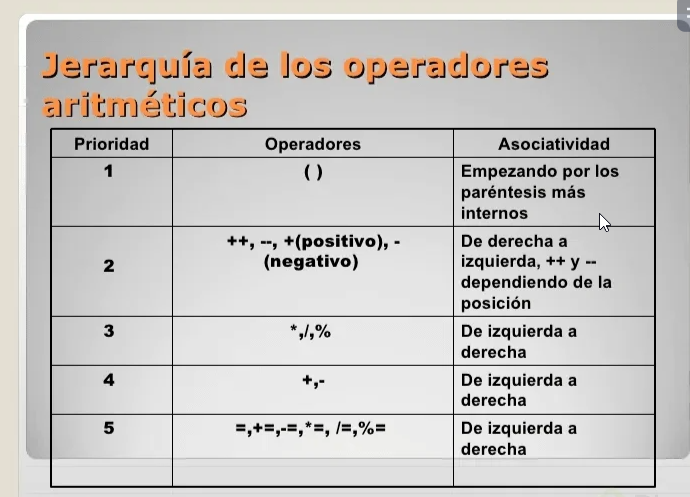 Jerarquía de los operadores
aritméticos
Prioridad Operadores Asociatividad
1 ( ) Empezando por los
paréntesis más
internos
2 ++, --, +(positivo), -
(negativo) De derecha a
izquierda, ++ y --
dependiendo de la
posición
3 *,/,% De izquierda a
derecha
4 +,- De izquierda a
derecha
5 =,+=,-=,*=, /=,%= De izquierda a
derecha